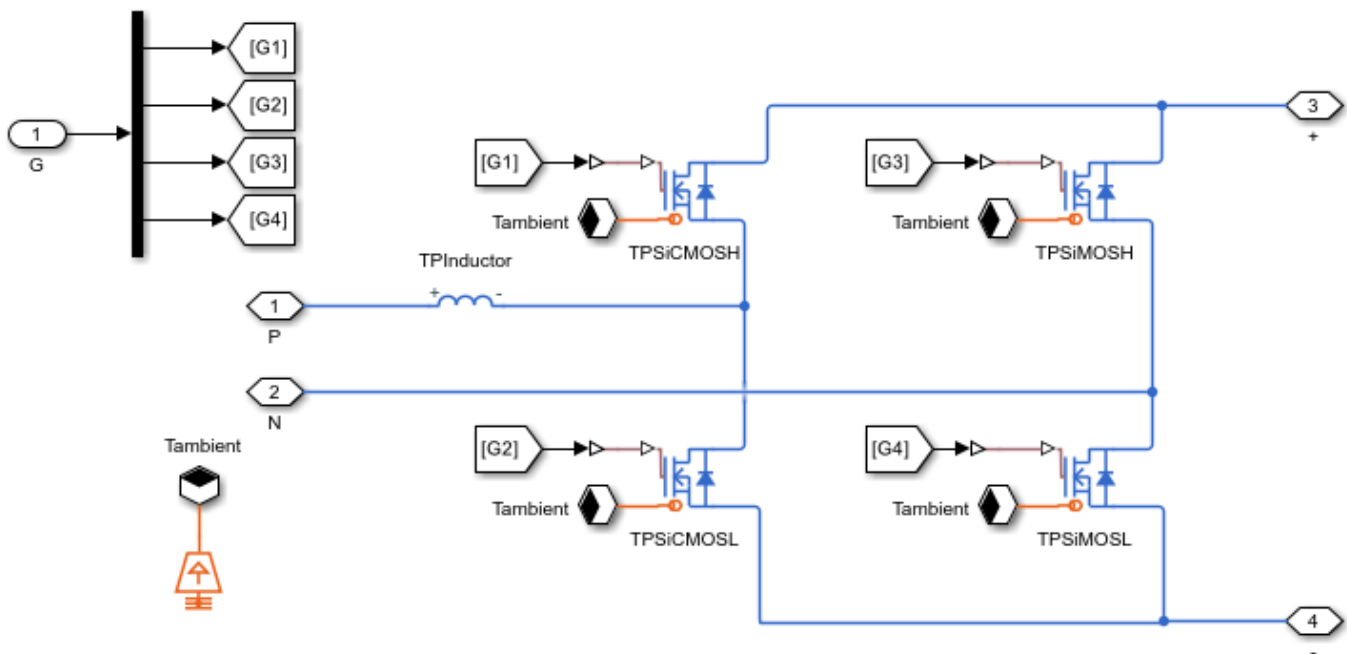 [G1]
[G2]
[G3]
[G4]
1
G
3
+
[G1]
[G3]
Tambient
Tambient
TPSiCMOSH
TPSiMOSH
TPInductor
+ -
1
P
2
N
[G2]
[G4]
Tambient
Tambient
Tambient
TPSiCMOSL
TPSiMOSL
4
-